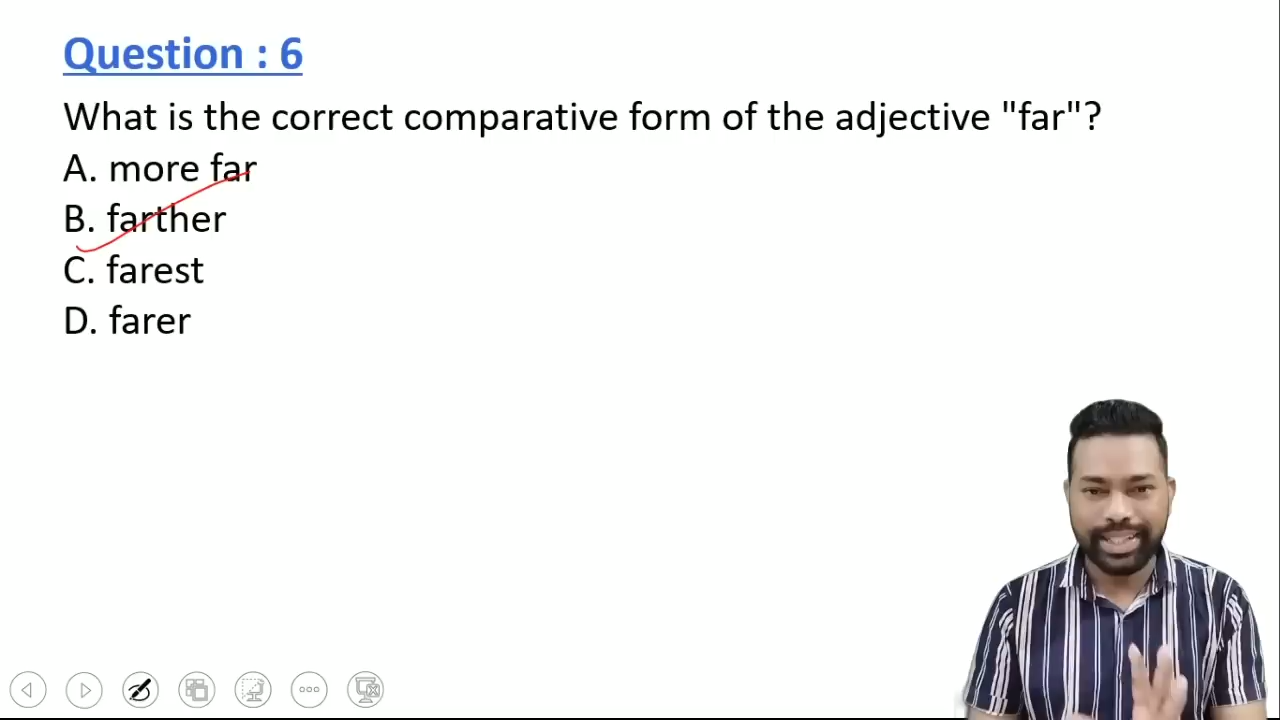 Question : 6
What is the correct comparative form of the adjective "far"?
A. more far
B. farther
C. farest
D. farer